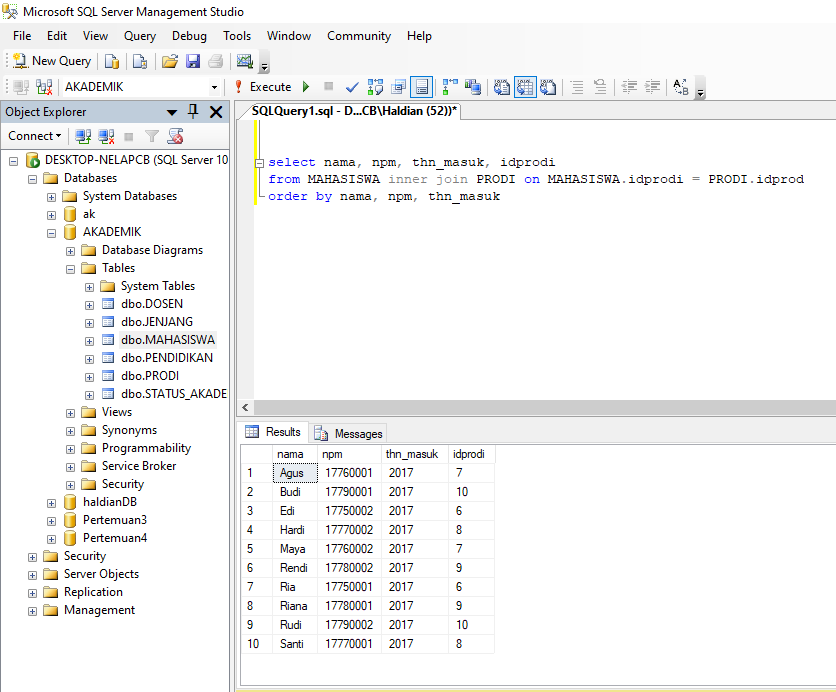 Microsoft SQL Server Management Studio
File Edit View Query Debug Tools Window Community Help
New Query
AKADEMIK
Execute
Object Explorer
Connect
DESKTOP-NELAPCB (SQL Server 10
Databases
System Databases
ak
AKADEMIK
Database Diagrams
Tables
System Tables
dbo.DOSEN
dbo.JENJANG
dbo.MAHASISWA
dbo.PENDIDIKAN
dbo.PRODI
dbo.STATUS_AKADE
Views
Synonyms
Programmability
Service Broker
Security
haldianDB
Pertemuan3
Pertemuan4
Security
Server Objects
Replication
Management
SQLQuery1.sql - D...CB\Haldian (52))*
select nama, npm, thn_masuk, idprodi
from MAHASISWA inner join PRODI on MAHASISWA.idprodi = PRODI.idprod
order by nama, npm, thn_masuk
Results Messages
nama npm thn_masuk idprodi
1 Agus 17760001 2017 7
2 Budi 17790001 2017 10
3 Edi 17750002 2017 6
4 Hardi 17770002 2017 8
5 Maya 17760002 2017 7
6 Rendi 17780002 2017 9
7 Ria 17750001 2017 6
8 Riana 17780001 2017 9
9 Rudi 17790002 2017 10
10 Santi 17770001 2017 8